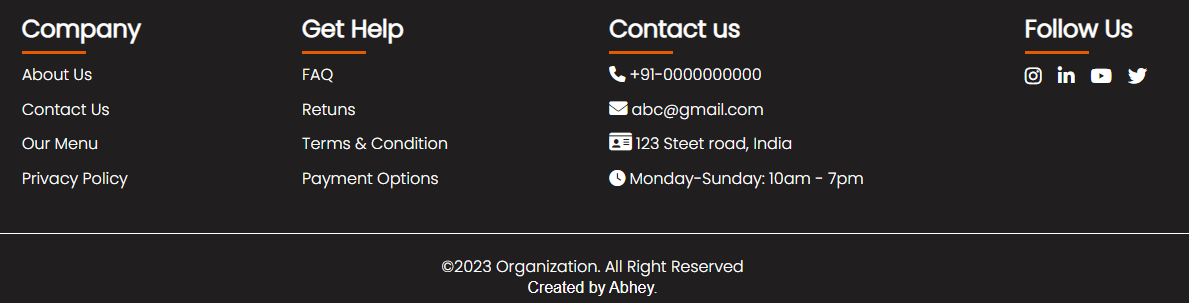 Company
About Us
Contact Us
Our Menu
Privacy Policy
Get Help
FAQ
Retuns
Terms & Condition
Payment Options
Contact us
+91-0000000000
abc@gmail.com
123 Steet road, India
Monday-Sunday: 10am - 7pm
Follow Us
©2023 Organization. All Right Reserved
Created by Abhey.